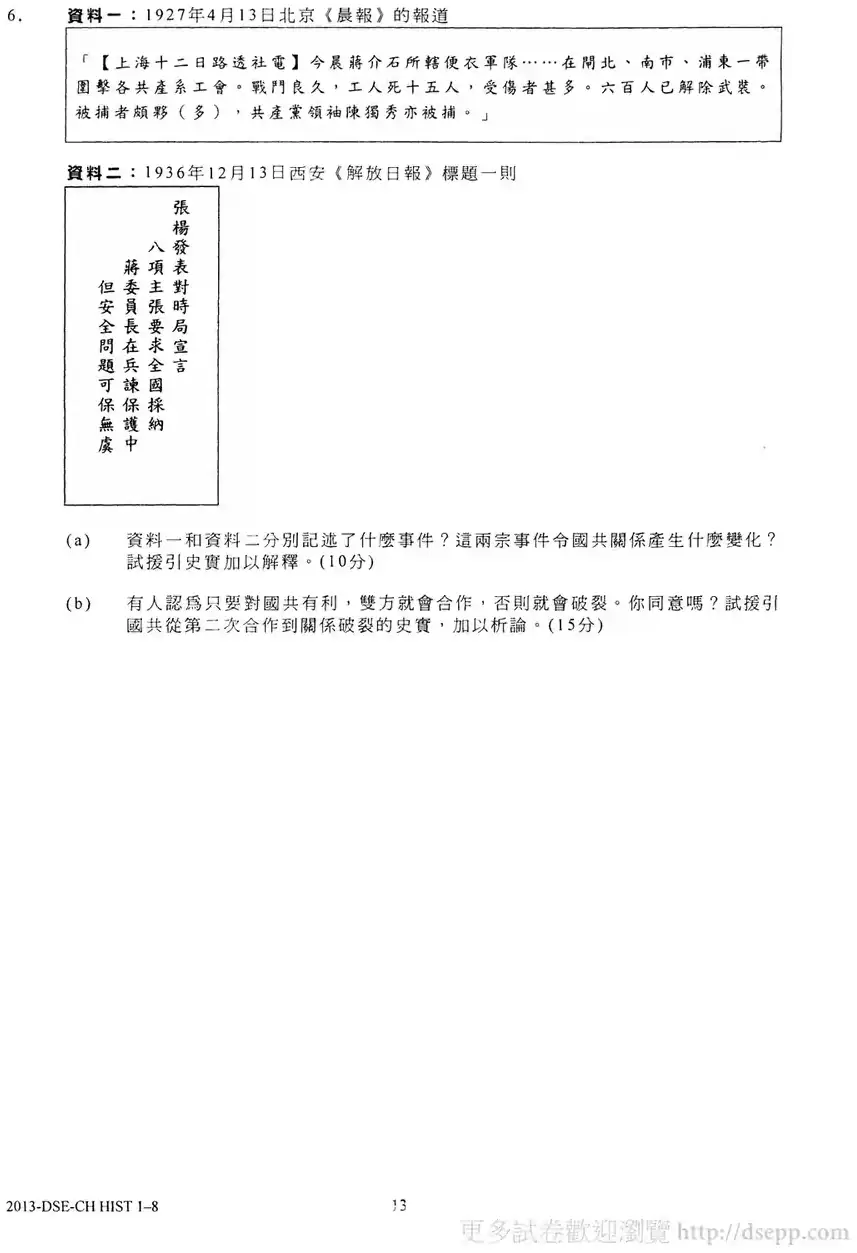 6. 資料一：1927年4月13日北京《晨報》的報道
「【上海十二日路透社電】今晨蔣介石所轄便衣軍隊……在閘北、南市、浦東一帶
圍擊各共產系工會。戰鬥良久，工人死十五人，受傷者甚多。六百人已解除武裝。
被捕者頗夥（多），共產黨領袖陳獨秀亦被捕。」
資料二：1936年12月13日西安《解放日報》標題一則
張楊發表對時局宣言
八項主張要求全國採納
蔣委員長在兵諫保護中
但安全問題可保無虞
(a) 資料一和資料二分別記述了什麼事件？這兩宗事件令國共關係產生什麼變化？
試援引史實加以解釋。(10分)
(b) 有人認為只要對國共有利，雙方就會合作，否則就會破裂。你同意嗎？試援引
國共從第二次合作到關係破裂的史實，加以析論。(15分)
2013-DSE-CH HIST 1–8
13
更多試卷歡迎瀏覽 http://dsepp.com/